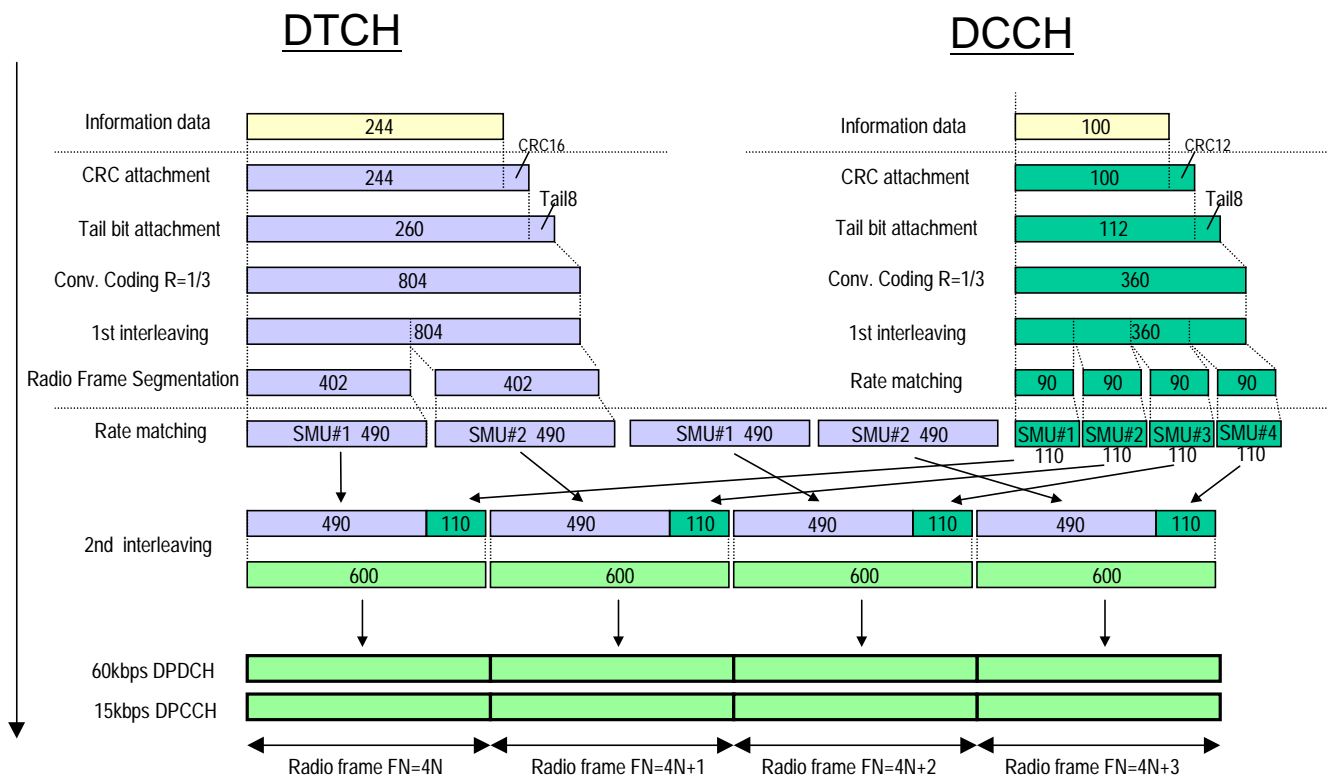 DTCH
DCCH
Information data
244
Information data
100
CRC16
CRC12
CRC attachment
244
CRC attachment
100
Tail8
Tail8
Tail bit attachment
260
Tail bit attachment
112
Conv. Coding R=1/3
804
Conv. Coding R=1/3
360
1st interleaving
804
1st interleaving
360
Radio Frame Segmentation
402
402
Rate matching
90
90
90
90
Rate matching
SMU#1 490
SMU#2 490
SMU#1 490
SMU#2 490
SMU#1
SMU#2
SMU#3
SMU#4
110
110
110
110
490
110
490
110
490
110
490
110
2nd interleaving
600
600
600
600
60kbps DPDCH
15kbps DPCCH
Radio frame FN=4N
Radio frame FN=4N+1
Radio frame FN=4N+2
Radio frame FN=4N+3